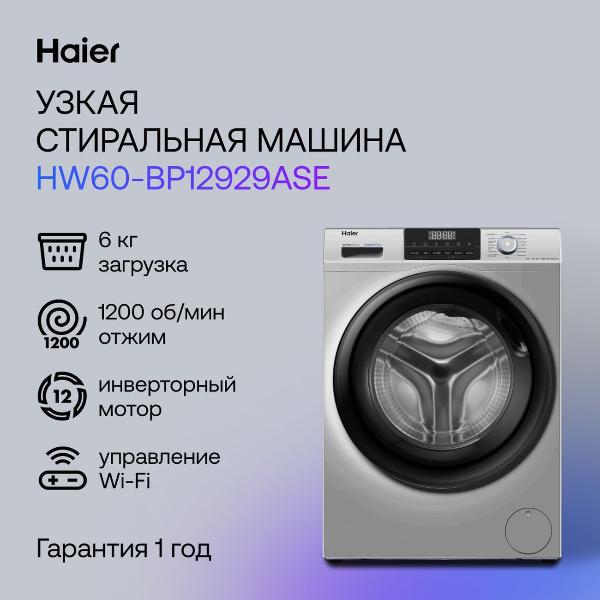 Haier
УЗКАЯ
СТИРАЛЬНАЯ МАШИНА
HW60-BP12929ASE
6 кг
загрузка
1200 об/мин
отжим
1200
12
инверторный
мотор
управление
Wi-Fi
Гарантия 1 год
Haier